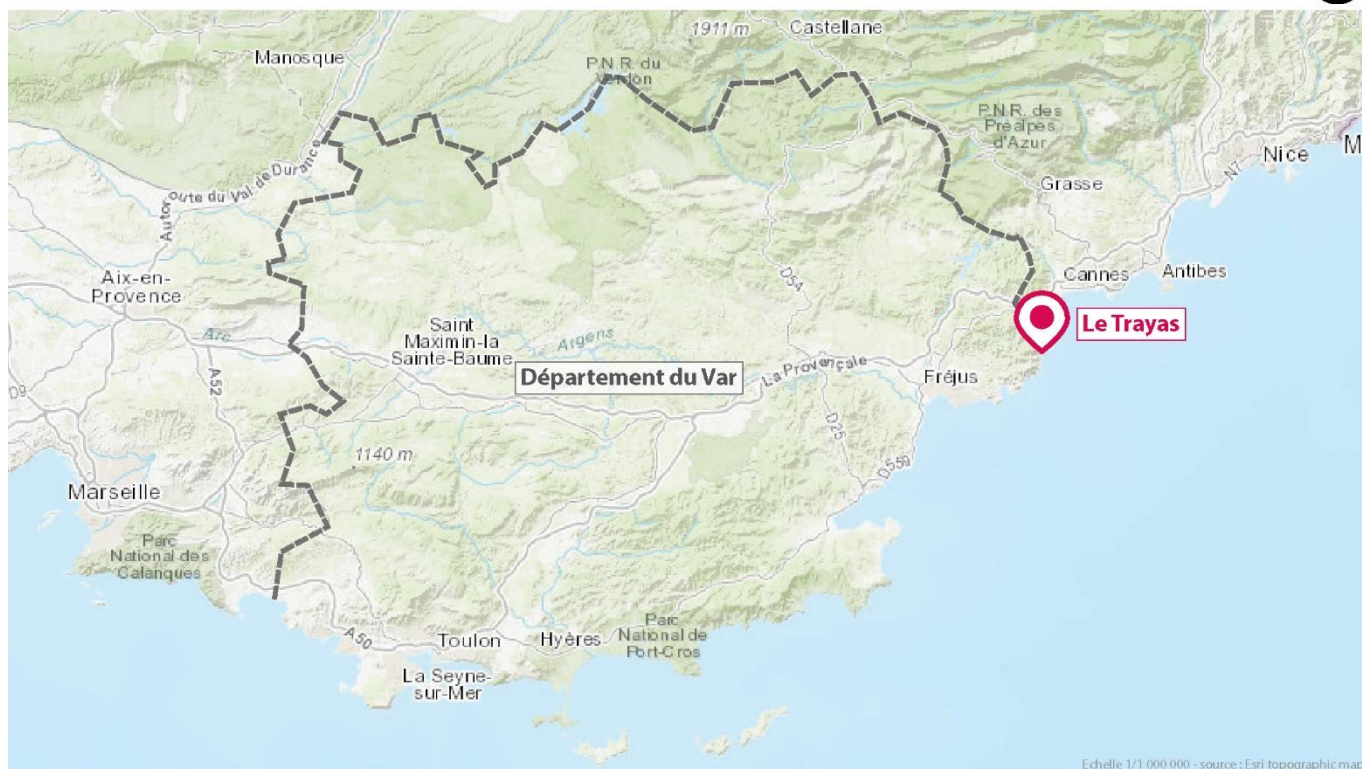 1911 m
Castellane
Manosque
P.N.R. du
Verdon
P.N.R. des
Préalpes
d'Azur
M
Nice
N7
Autoroute du Val de Durance
Grasse
Aix-en-
Provence
D54
Cannes
Antibes
Le Trayas
Saint
Maximin-la
Sainte-Baume
Arc
Argens
A52
D9
Département du Var
La Provençale
Fréjus
D25
1140 m
D559
Marseille
Parc
National des
Calanques
A50
Toulon
Hyères
Parc
National de
Port-Cros
La Seyne-
sur-Mer
Echelle 1/1 000 000 - source : Esri topographic map